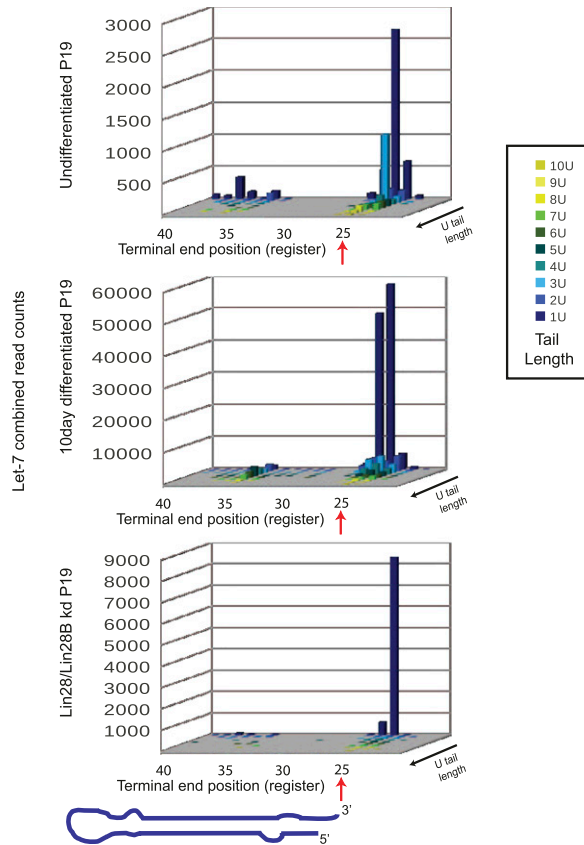 Let-7 combined read counts
Undifferentiated P19
3000
2500
2000
1500
1000
500
40
35
30
25
Terminal end position (register)
U tail
length
10day differentiated P19
60000
50000
40000
30000
20000
10000
40
35
30
25
Terminal end position (register)
U tail
length
Lin28/Lin28B kd P19
9000
8000
7000
6000
5000
4000
3000
2000
1000
40
35
30
25
Terminal end position (register)
U tail
length
3'
5'
10U
9U
8U
7U
6U
5U
4U
3U
2U
1U
Tail
Length